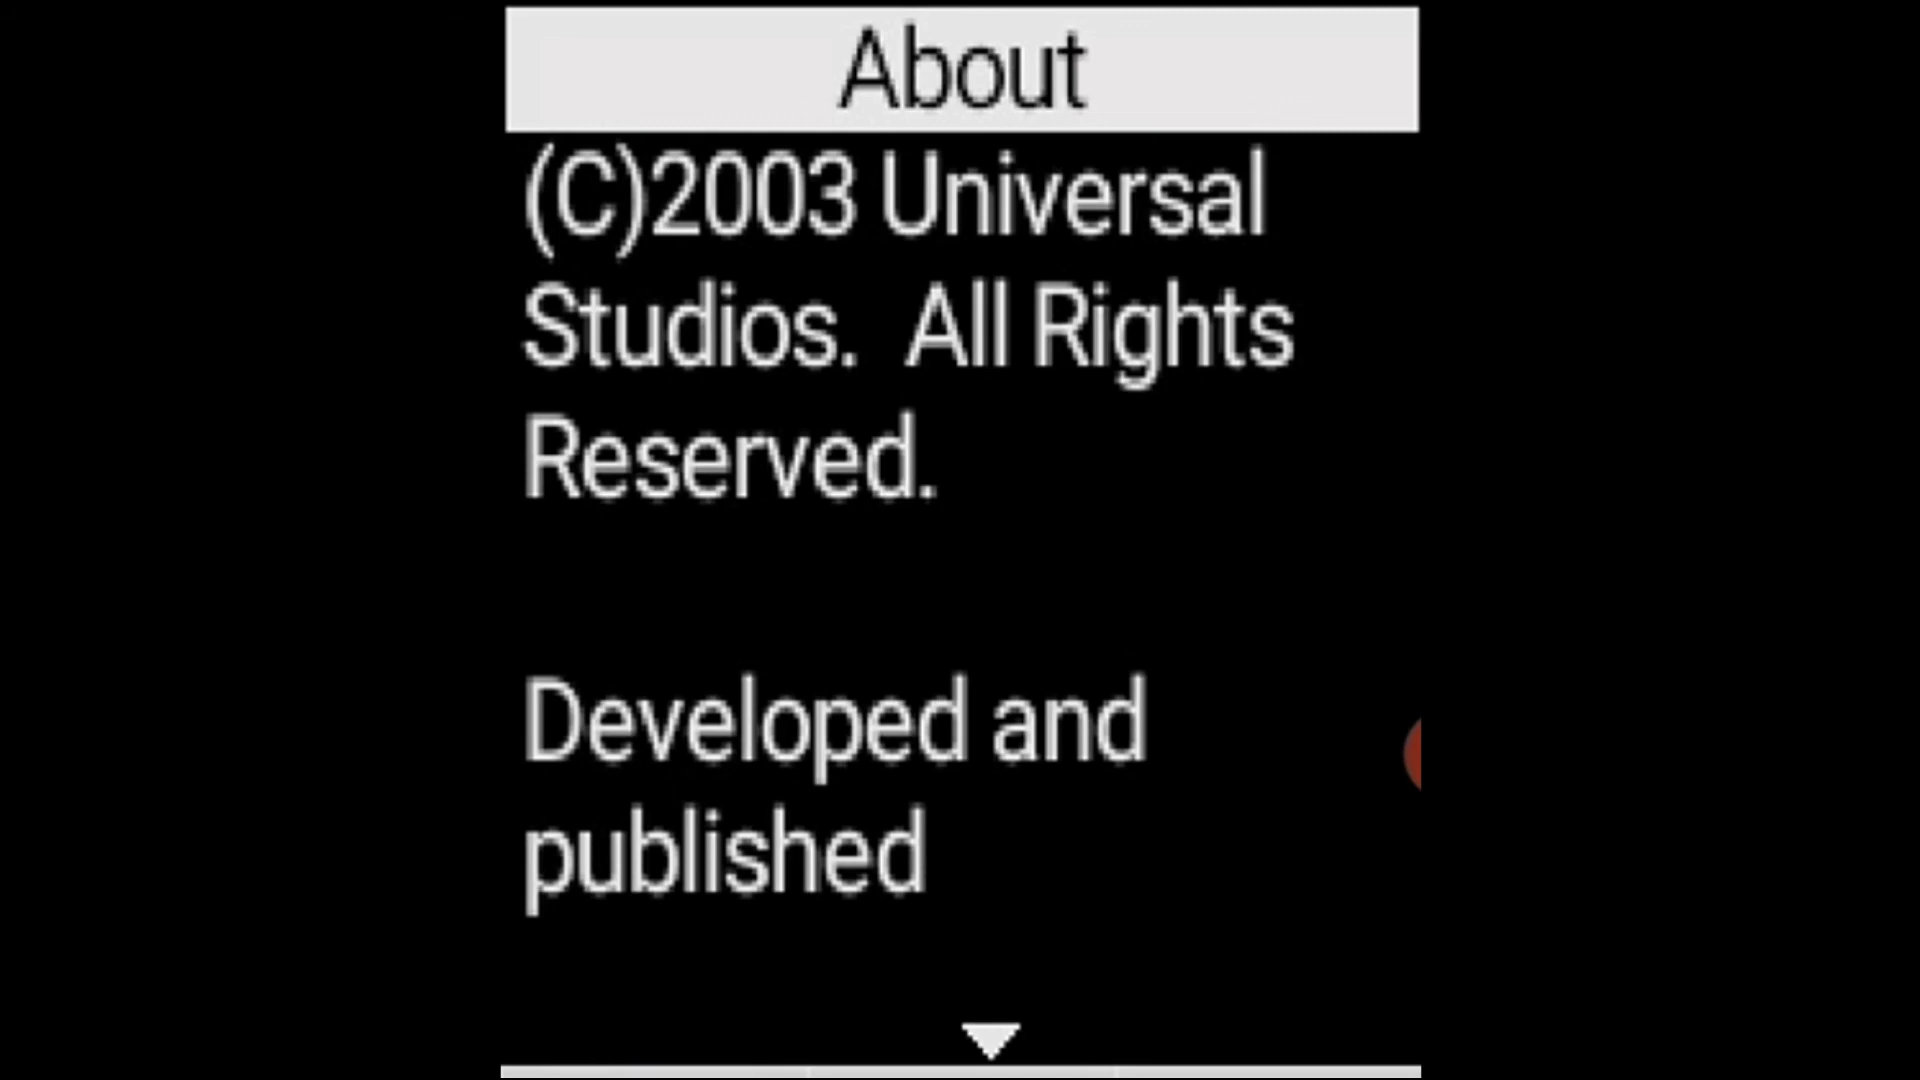 About
(C)2003 Universal
Studios.  All Rights
Reserved.
Developed and
published